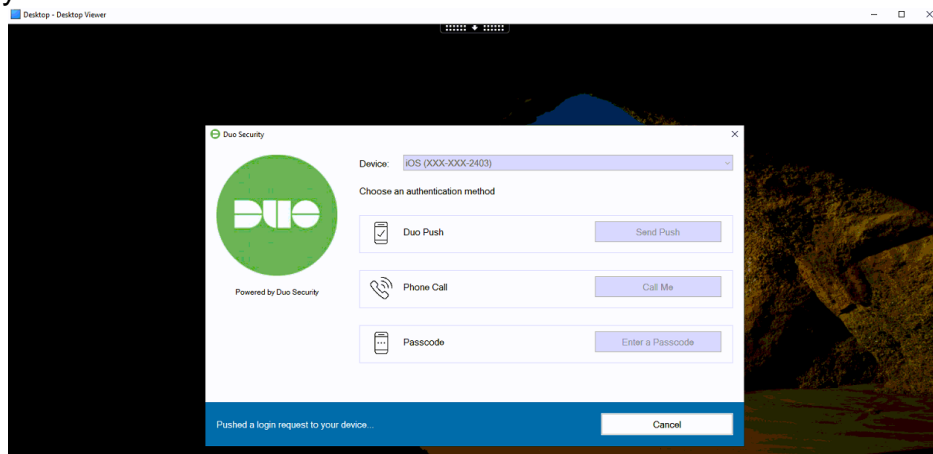 y
Desktop - Desktop Viewer
Duo Security
Device: iOS (XXX-XXX-2403)
Choose an authentication method
DUO
Duo Push Send Push
Powered by Duo Security
Phone Call Call Me
Passcode Enter a Passcode
Pushed a login request to your device... Cancel